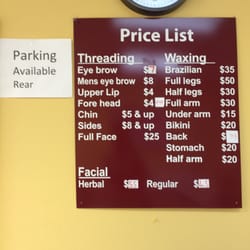 Parking
Available
Rear
Price List
Threading
Eye brow $
Mens eye brow $8
Upper Lip $4
Fore head $4
Chin $5 & up
Sides $8 & up
Full Face $25
Waxing
Brazilian $35
Full legs $50
Half legs $30
Full arm $30
Under arm $15
Bikini $20
Back $
Stomach $20
Half arm $20
Facial
Herbal $ Regular $